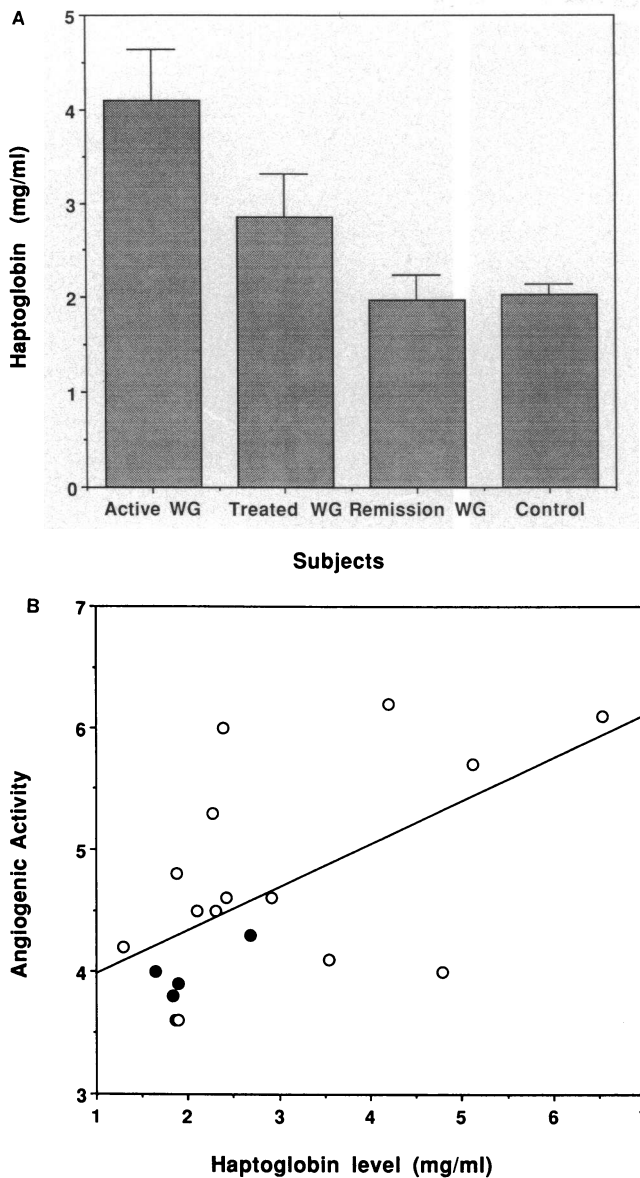 A
5
4
3
2
1
0
Haptoglobin (mg/ml)
Active WG Treated WG Remission WG Control
Subjects
B
7
6
5
4
3
Angiogenic Activity
1 2 3 4 5 6
Haptoglobin level (mg/ml)